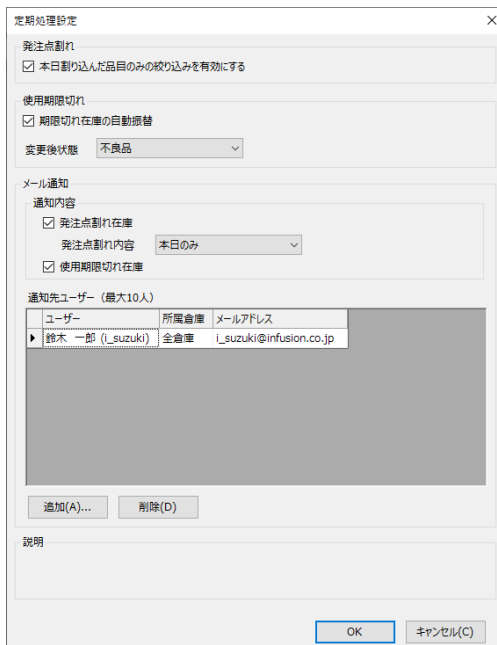 定期処理設定
発注点割れ
本日割り込んだ品目のみの絞り込みを有効にする
使用期限切れ
期限切れ在庫の自動振替
変更後状態 不良品
メール通知
通知内容
発注点割れ在庫
発注点割れ内容 本日のみ
使用期限切れ在庫
通知先ユーザー（最大10人）
ユーザー 所属倉庫 メールアドレス
鈴木 一郎 (i_suzuki) 全倉庫 i_suzuki@infusion.co.jp
追加(A)... 削除(D)
説明
OK キャンセル(C)